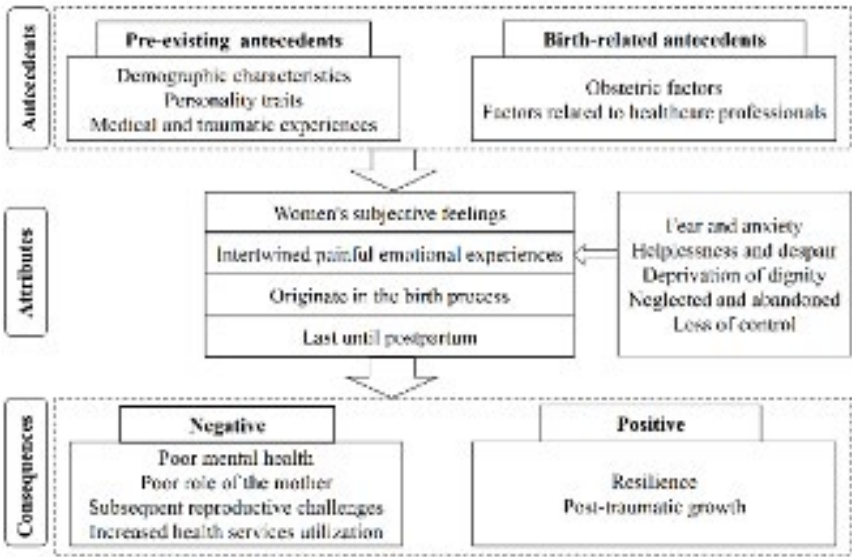 Antecedents
Pre-existing antecedents
Demographic characteristics
Personality traits
Medical and traumatic experiences
Birth-related antecedents
Obstetric factors
Factors related to healthcare professionals
Attributes
Women's subjective feelings
Intertwined painful emotional experiences
Originate in the birth process
Last until postpartum
Fear and anxiety
Helplessness and despair
Deprivation of dignity
Neglected and abandoned
Loss of control
Consequences
Negative
Poor mental health
Poor role of the mother
Subsequent reproductive challenges
Increased health services utilization
Positive
Resilience
Post-traumatic growth